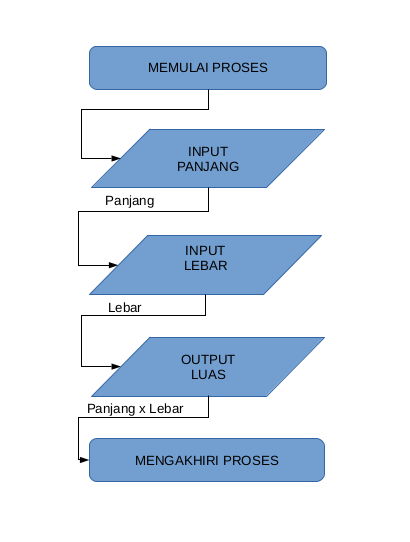 MEMULAI PROSES
INPUT
PANJANG
Panjang
INPUT
LEBAR
Lebar
OUTPUT
LUAS
Panjang x Lebar
MENGAKHIRI PROSES